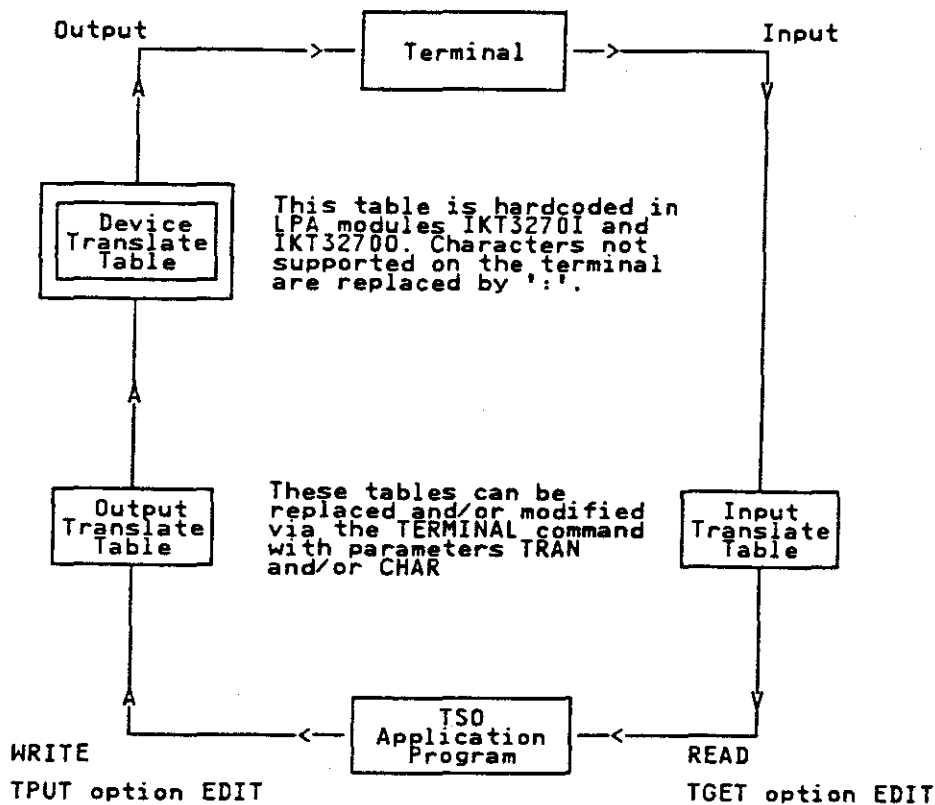 Output
Terminal
Input
Device
Translate
Table
This table is hardcoded in
LPA modules IKT3270I and
IKT3270O. Characters not
supported on the terminal
are replaced by ':'.
Output
Translate
Table
These tables can be
replaced and/or modified
via the TERMINAL command
with parameters TRAN
and/or CHAR
Input
Translate
Table
TSO
Application
Program
WRITE
READ
TPUT option EDIT
TGET option EDIT